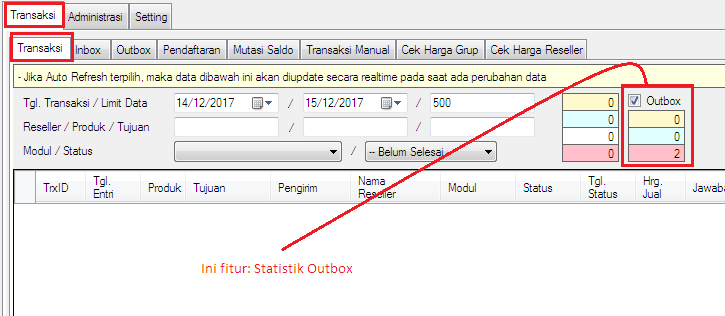 Transaksi Administrasi Setting
Transaksi Inbox Outbox Pendaftaran Mutasi Saldo Transaksi Manual Cek Harga Grup Cek Harga Reseller
- Jika Auto Refresh terpilih, maka data dibawah ini akan diupdate secara realtime pada saat ada perubahan data
Tgl. Transaksi / Limit Data 14/12/2017 / 15/12/2017 / 500 0 Outbox
Reseller / Produk / Tujuan / / 0 0
Modul / Status / -- Belum Selesai 0 0
0 2
TrxID Tgl. Entri Produk Tujuan Pengirim Nama Reseller Modul Status Tgl. Status Hrg. Jual Jawaba
Ini fitur: Statistik Outbox